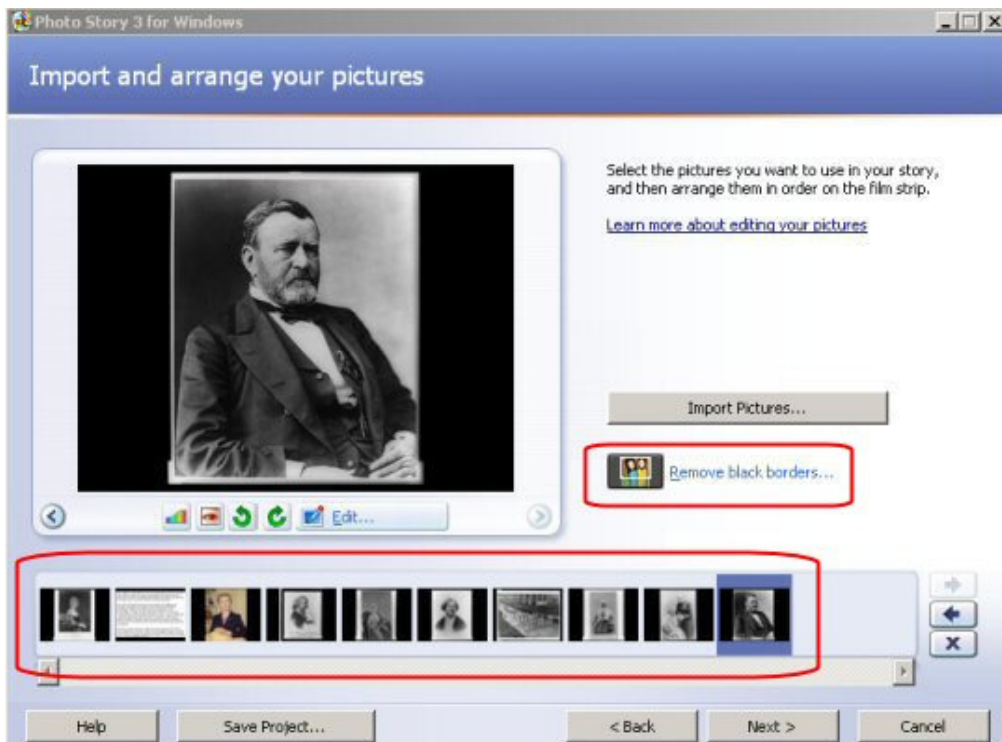 Photo Story 3 for Windows
Import and arrange your pictures
Select the pictures you want to use in your story,
and then arrange them in order on the film strip.
Learn more about editing your pictures
Import Pictures...
Remove black borders...
Edit...
Help
Save Project...
< Back
Next >
Cancel